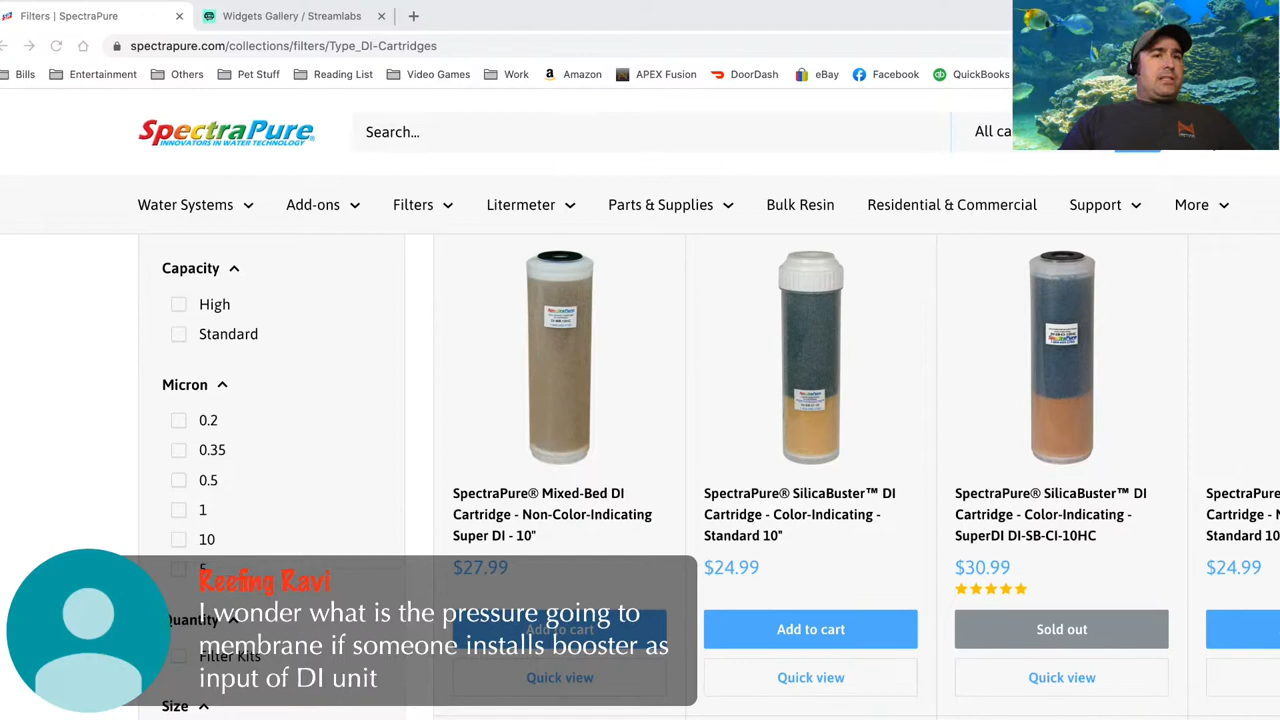 Filters | SpectraPure
Widgets Gallery / Streamlabs
spectrapure.com/collections/filters/Type_DI-Cartridges
Bills
Entertainment
Others
Pet Stuff
Reading List
Video Games
Work
Amazon
APEX Fusion
DoorDash
eBay
Facebook
QuickBooks
SpectraPure
INNOVATORS IN WATER TECHNOLOGY
Search...
All ca
Water Systems
Add-ons
Filters
Litermeter
Parts & Supplies
Bulk Resin
Residential & Commercial
Support
More
Capacity
High
Standard
Micron
0.2
0.35
0.5
1
10
5
Quantity
Filter Kits
Size
SpectraPure® Mixed-Bed DI
Cartridge - Non-Color-Indicating
Super DI - 10"
$27.99
Add to cart
Quick view
SpectraPure® SilicaBuster™ DI
Cartridge - Color-Indicating -
Standard 10"
$24.99
Add to cart
Quick view
SpectraPure® SilicaBuster™ DI
Cartridge - Color-Indicating -
SuperDI DI-SB-CI-10HC
$30.99
Sold out
Quick view
SpectraPure
Cartridge - N
Standard 10
$24.99
Reefing Ravi
I wonder what is the pressure going to
membrane if someone installs booster as
input of DI unit